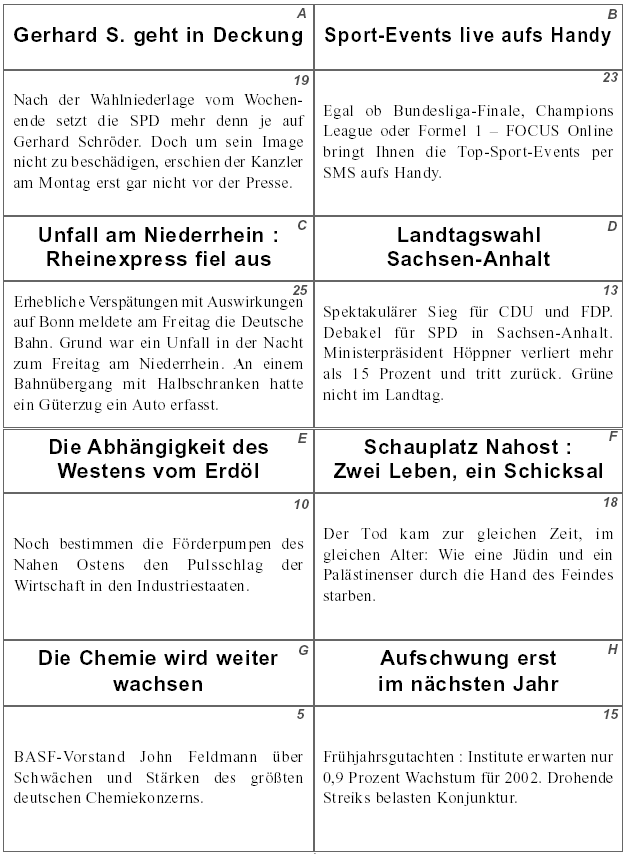 A
Gerhard S. geht in Deckung
19
Nach der Wahlniederlage vom Wochen-
ende setzt die SPD mehr denn je auf
Gerhard Schröder. Doch um sein Image
nicht zu beschädigen, erschien der Kanzler
am Montag erst gar nicht vor der Presse.
B
Sport-Events live aufs Handy
23
Egal ob Bundesliga-Finale, Champions
League oder Formel 1 – FOCUS Online
bringt Ihnen die Top-Sport-Events per
SMS aufs Handy.
C
Unfall am Niederrhein :
Rheinexpress fiel aus
25
Erhebliche Verspätungen mit Auswirkungen
auf Bonn meldete am Freitag die Deutsche
Bahn. Grund war ein Unfall in der Nacht
zum Freitag am Niederrhein. An einem
Bahnübergang mit Halbschranken hatte
ein Güterzug ein Auto erfasst.
D
Landtagswahl
Sachsen-Anhalt
13
Spektakulärer Sieg für CDU und FDP.
Debakel für SPD in Sachsen-Anhalt.
Ministerpräsident Höppner verliert mehr
als 15 Prozent und tritt zurück. Grüne
nicht im Landtag.
E
Die Abhängigkeit des
Westens vom Erdöl
10
Noch bestimmen die Förderpumpen des
Nahen Ostens den Pulsschlag der
Wirtschaft in den Industriestaaten.
F
Schauplatz Nahost :
Zwei Leben, ein Schicksal
18
Der Tod kam zur gleichen Zeit, im
gleichen Alter: Wie eine Jüdin und ein
Palästinenser durch die Hand des Feindes
starben.
G
Die Chemie wird weiter
wachsen
5
BASF-Vorstand John Feldmann über
Schwächen und Stärken des größten
deutschen Chemiekonzerns.
H
Aufschwung erst
im nächsten Jahr
15
Frühjahrsgutachten : Institute erwarten nur
0,9 Prozent Wachstum für 2002. Drohende
Streiks belasten Konjunktur.